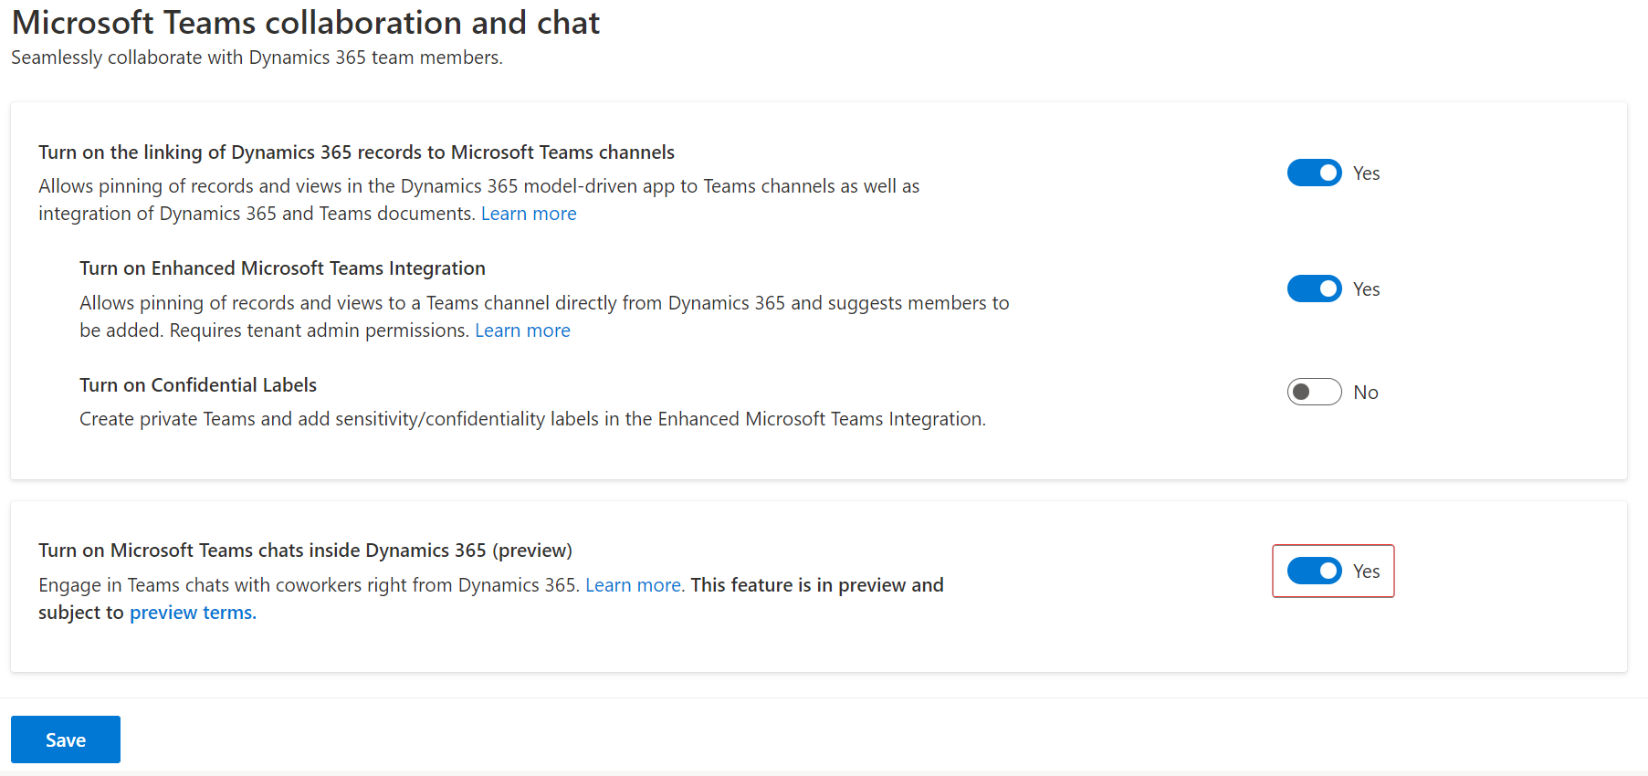 Microsoft Teams collaboration and chat
Seamlessly collaborate with Dynamics 365 team members.
Turn on the linking of Dynamics 365 records to Microsoft Teams channels
Allows pinning of records and views in the Dynamics 365 model-driven app to Teams channels as well as
integration of Dynamics 365 and Teams documents. Learn more
Yes
Turn on Enhanced Microsoft Teams Integration
Allows pinning of records and views to a Teams channel directly from Dynamics 365 and suggests members to
be added. Requires tenant admin permissions. Learn more
Yes
Turn on Confidential Labels
Create private Teams and add sensitivity/confidentiality labels in the Enhanced Microsoft Teams Integration.
No
Turn on Microsoft Teams chats inside Dynamics 365 (preview)
Engage in Teams chats with coworkers right from Dynamics 365. Learn more. This feature is in preview and
subject to preview terms.
Yes
Save